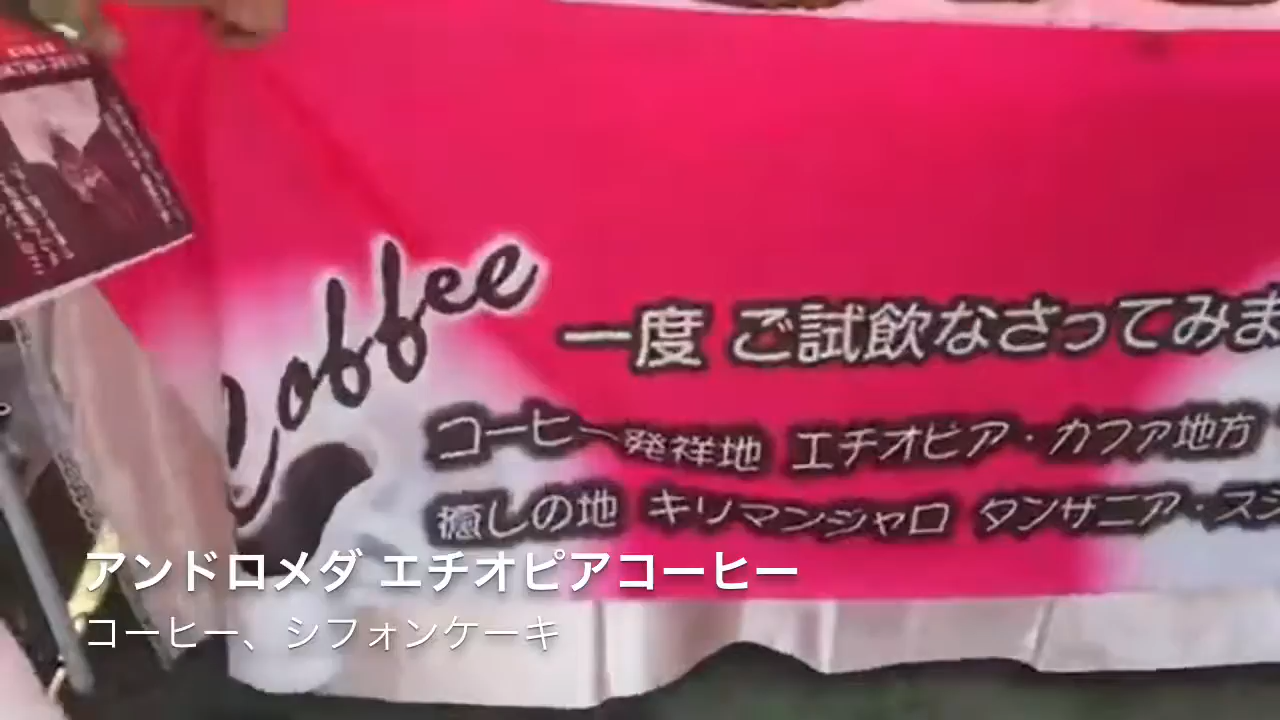 Coffee
一度 ご試飲なさってみま
コーヒー発祥地 エチオピア・カファ地方
癒しの地 キリマンジャロ タンザニア・スジ
アンドロメダ エチオピアコーヒー
コーヒー、シフォンケーキ